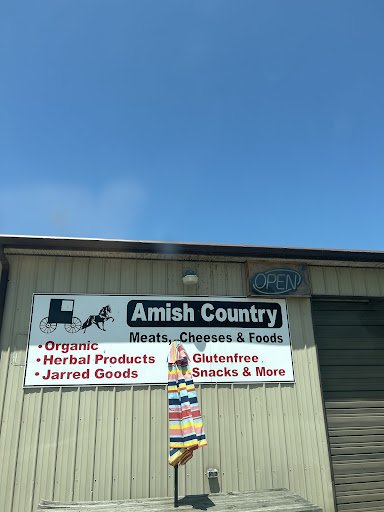 Amish Country
OPEN
Meats, Cheeses & Foods
• Organic
• Herbal Products
• Glutenfree
• Jarred Goods
Snacks & More